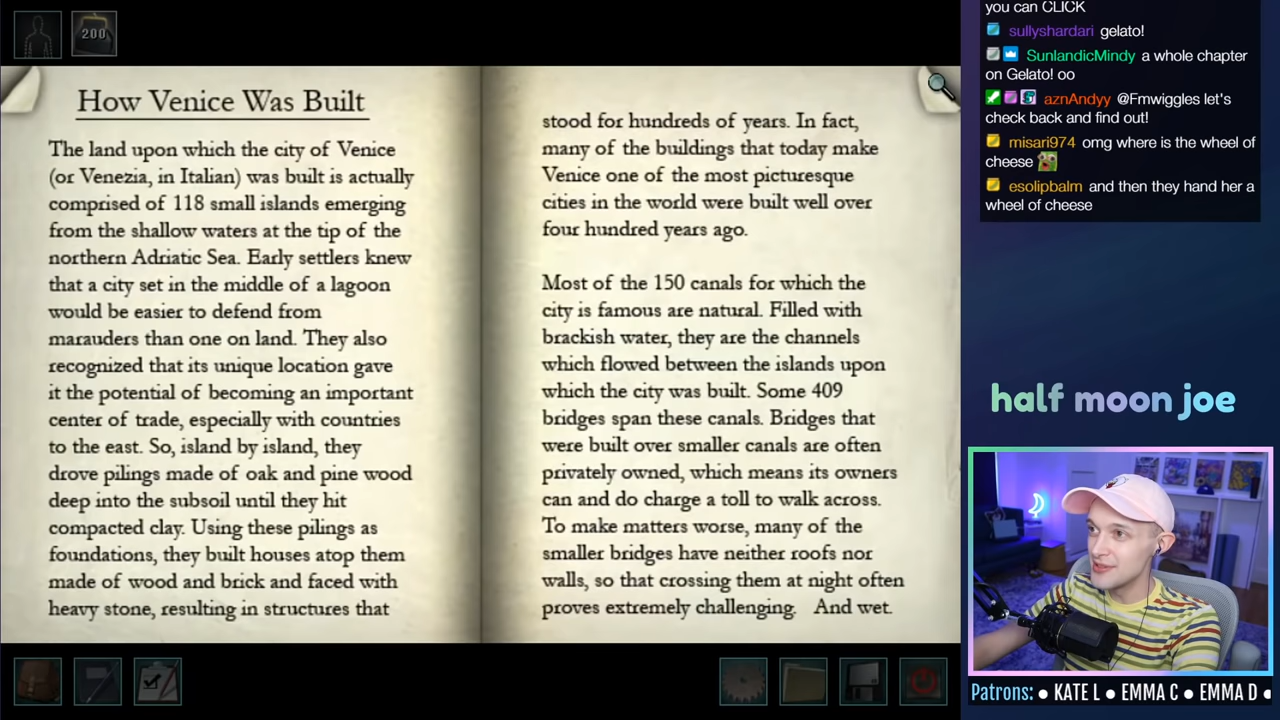 200
How Venice Was Built
The land upon which the city of Venice
(or Venezia, in Italian) was built is actually
comprised of 118 small islands emerging
from the shallow waters at the tip of the
northern Adriatic Sea. Early settlers knew
that a city set in the middle of a lagoon
would be easier to defend from
marauders than one on land. They also
recognized that its unique location gave
it the potential of becoming an important
center of trade, especially with countries
to the east. So, island by island, they
drove pilings made of oak and pine wood
deep into the subsoil until they hit
compacted clay. Using these pilings as
foundations, they built houses atop them
made of wood and brick and faced with
heavy stone, resulting in structures that
stood for hundreds of years. In fact,
many of the buildings that today make
Venice one of the most picturesque
cities in the world were built well over
four hundred years ago.
Most of the 150 canals for which the
city is famous are natural. Filled with
brackish water, they are the channels
which flowed between the islands upon
which the city was built. Some 409
bridges span these canals. Bridges that
were built over smaller canals are often
privately owned, which means its owners
can and do charge a toll to walk across.
To make matters worse, many of the
smaller bridges have neither roofs nor
walls, so that crossing them at night often
proves extremely challenging. And wet.
you can CLICK
sullyshardari gelato!
SunlandicMindy a whole chapter
on Gelato! oo
aznAndyy @Fmwiggles let's
check back and find out!
misari974 omg where is the wheel of
cheese
esolipbalm and then they hand her a
wheel of cheese
half moon joe
Patrons: ● KATE L ● EMMA C ● EMMA D ●